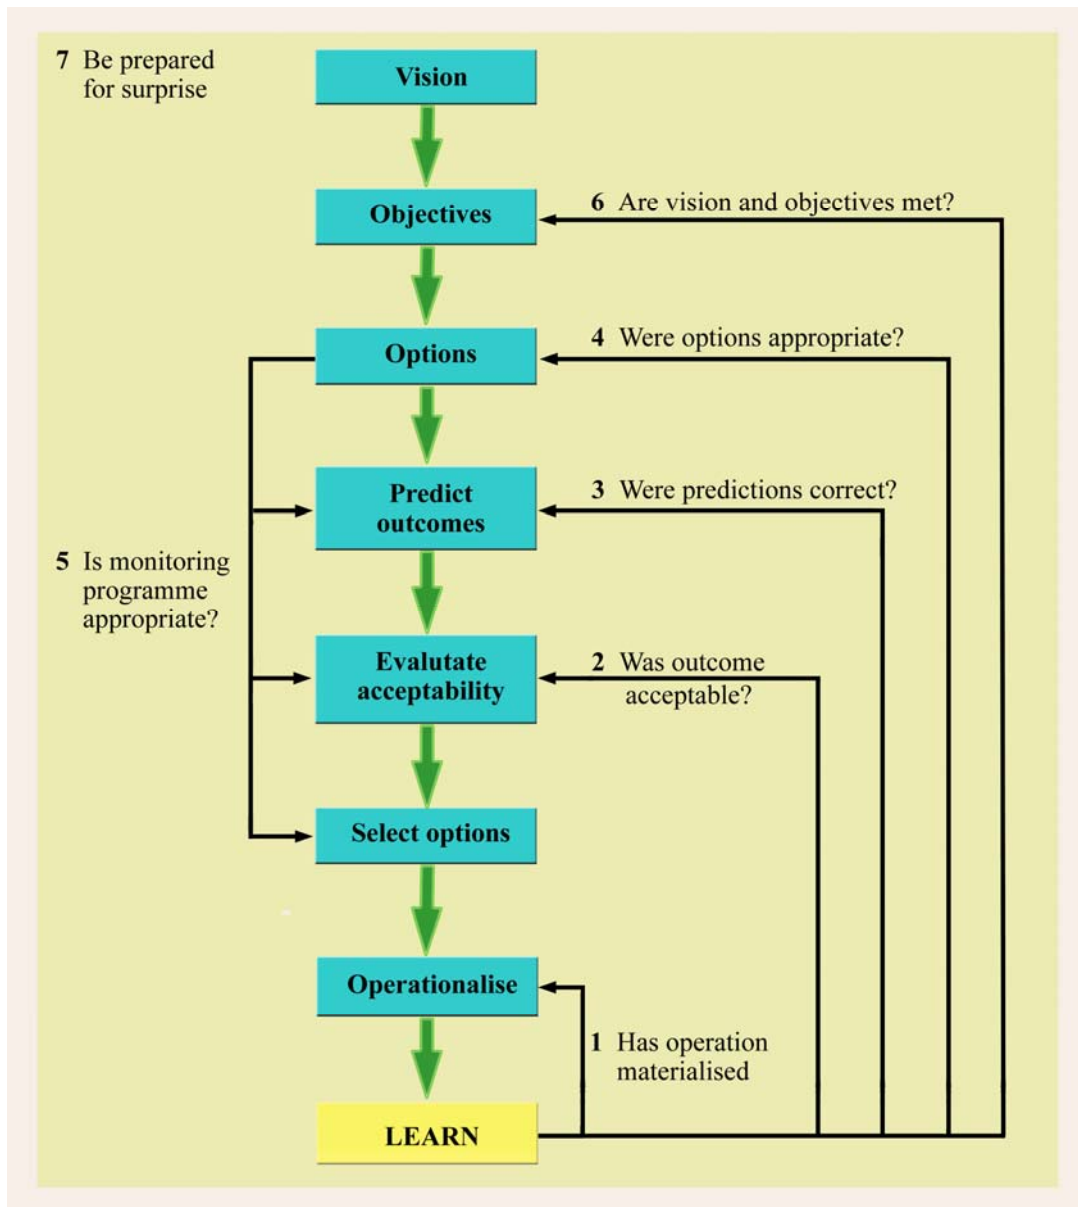 7 Be prepared
for surprise
Vision
Objectives
6 Are vision and objectives met?
Options
4 Were options appropriate?
Predict
outcomes
3 Were predictions correct?
5 Is monitoring
programme
appropriate?
Evalutate
acceptability
2 Was outcome
acceptable?
Select options
Operationalise
1 Has operation
materialised
LEARN